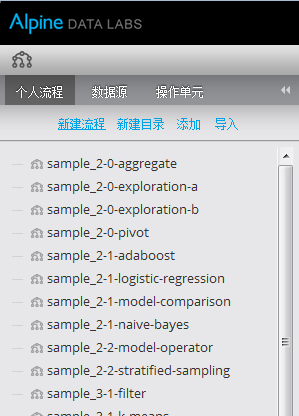 Alpine DATA LABS
个人流程 数据源 操作单元
新建流程 新建目录 添加 导入
sample_2-0-aggregate
sample_2-0-exploration-a
sample_2-0-exploration-b
sample_2-0-pivot
sample_2-1-adaboost
sample_2-1-logistic-regression
sample_2-1-model-comparison
sample_2-1-naive-bayes
sample_2-2-model-operator
sample_2-2-stratified-sampling
sample_3-1-filter
sample_3-1-k-means